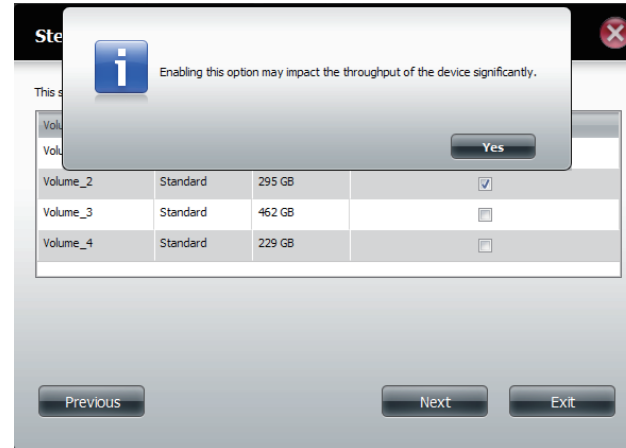 Ste
Enabling this option may impact the throughput of the device significantly.
This s
Volu
Volu
Yes
Volume_2 Standard 295 GB
Volume_3 Standard 462 GB
Volume_4 Standard 229 GB
Previous Next Exit